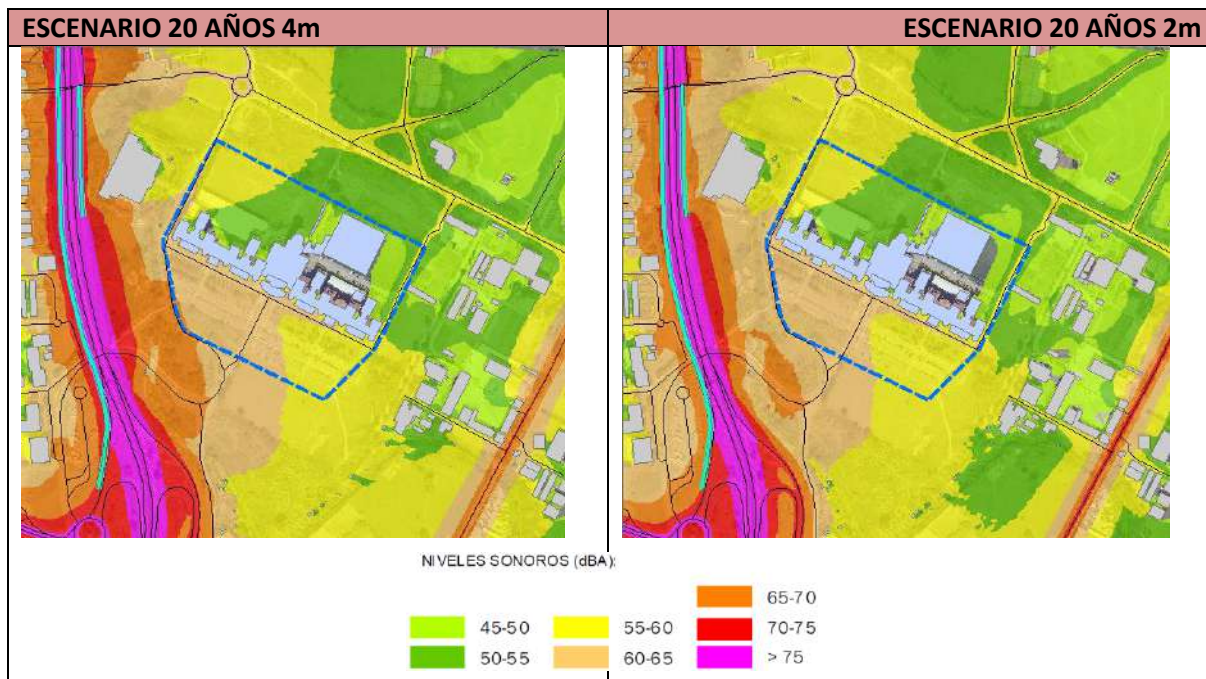 ESCENARIO 20 AÑOS 4m
ESCENARIO 20 AÑOS 2m
NIVELES SONOROS (dBA):
65-70
45-50
55-60
70-75
50-55
60-65
> 75